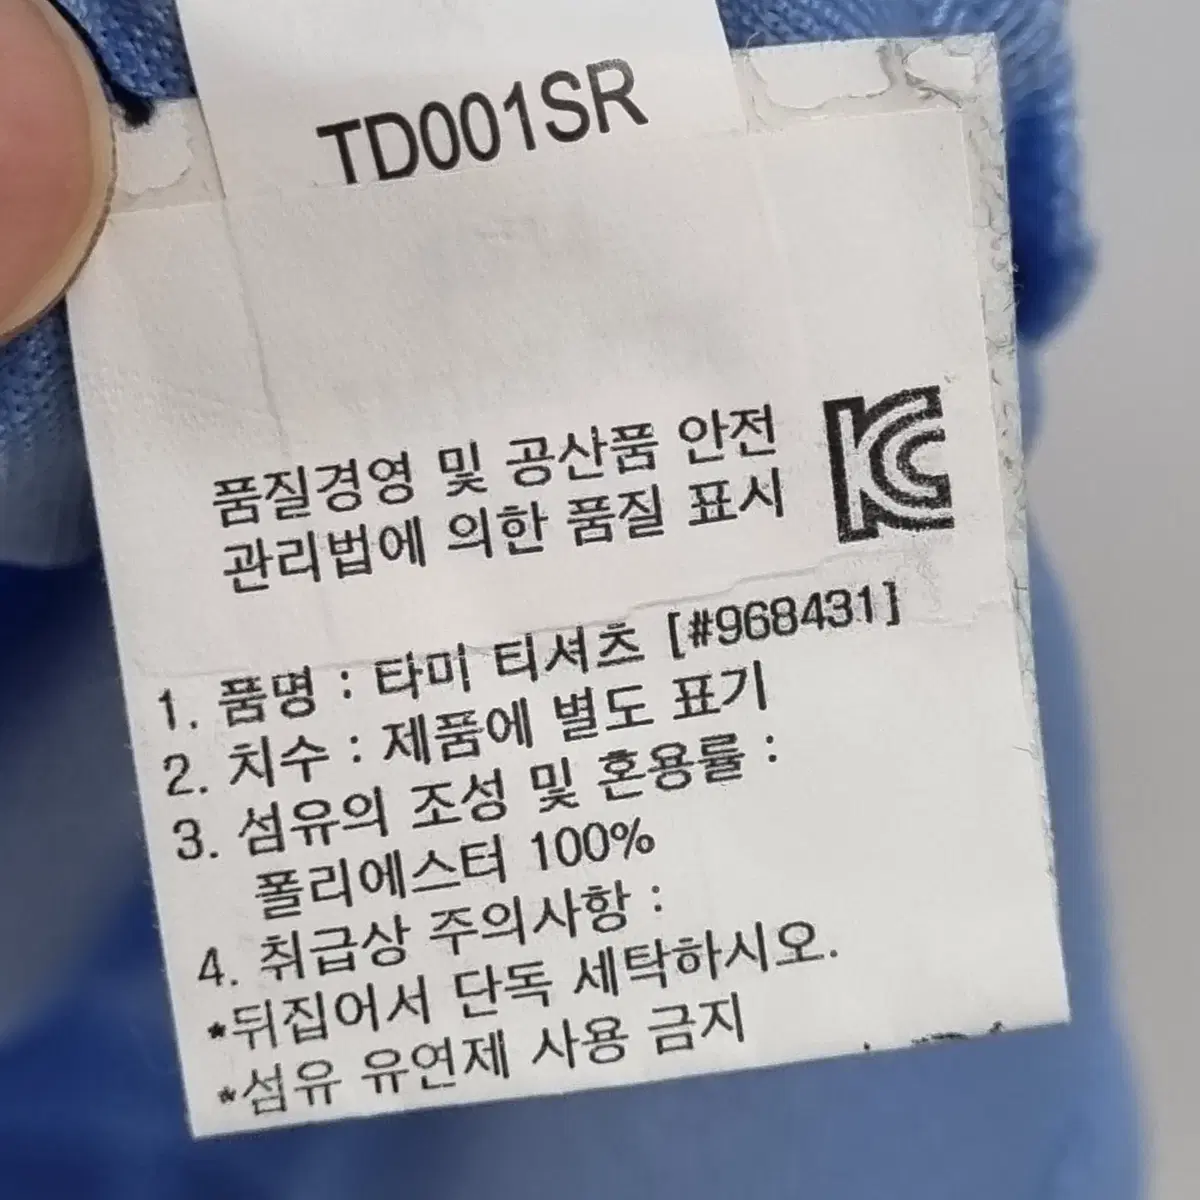 TD001SR
품질경영 및 공산품 안전
관리법에 의한 품질 표시
KC
1. 품명 : 타미 티셔츠 [#968431]
2. 치수 : 제품에 별도 표기
3. 섬유의 조성 및 혼용률 :
폴리에스터 100%
4. 취급상 주의사항 :
*뒤집어서 단독 세탁하시오.
*섬유 유연제 사용 금지